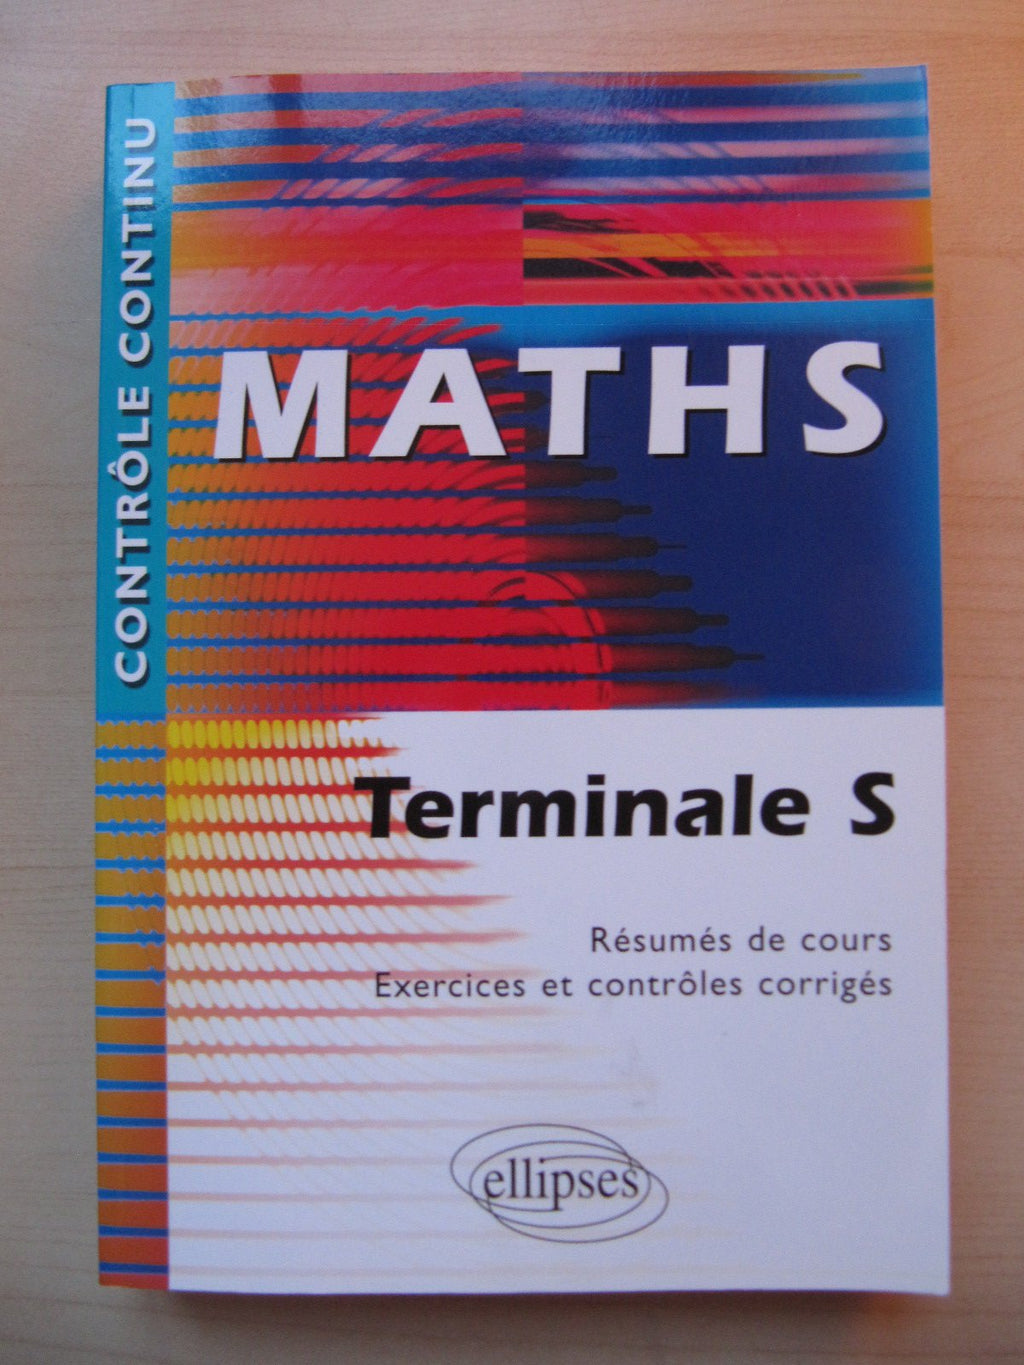 CONTRÔLE CONTINU
MATHS
Terminale S
Résumés de cours
Exercices et contrôles corrigés
ellipses